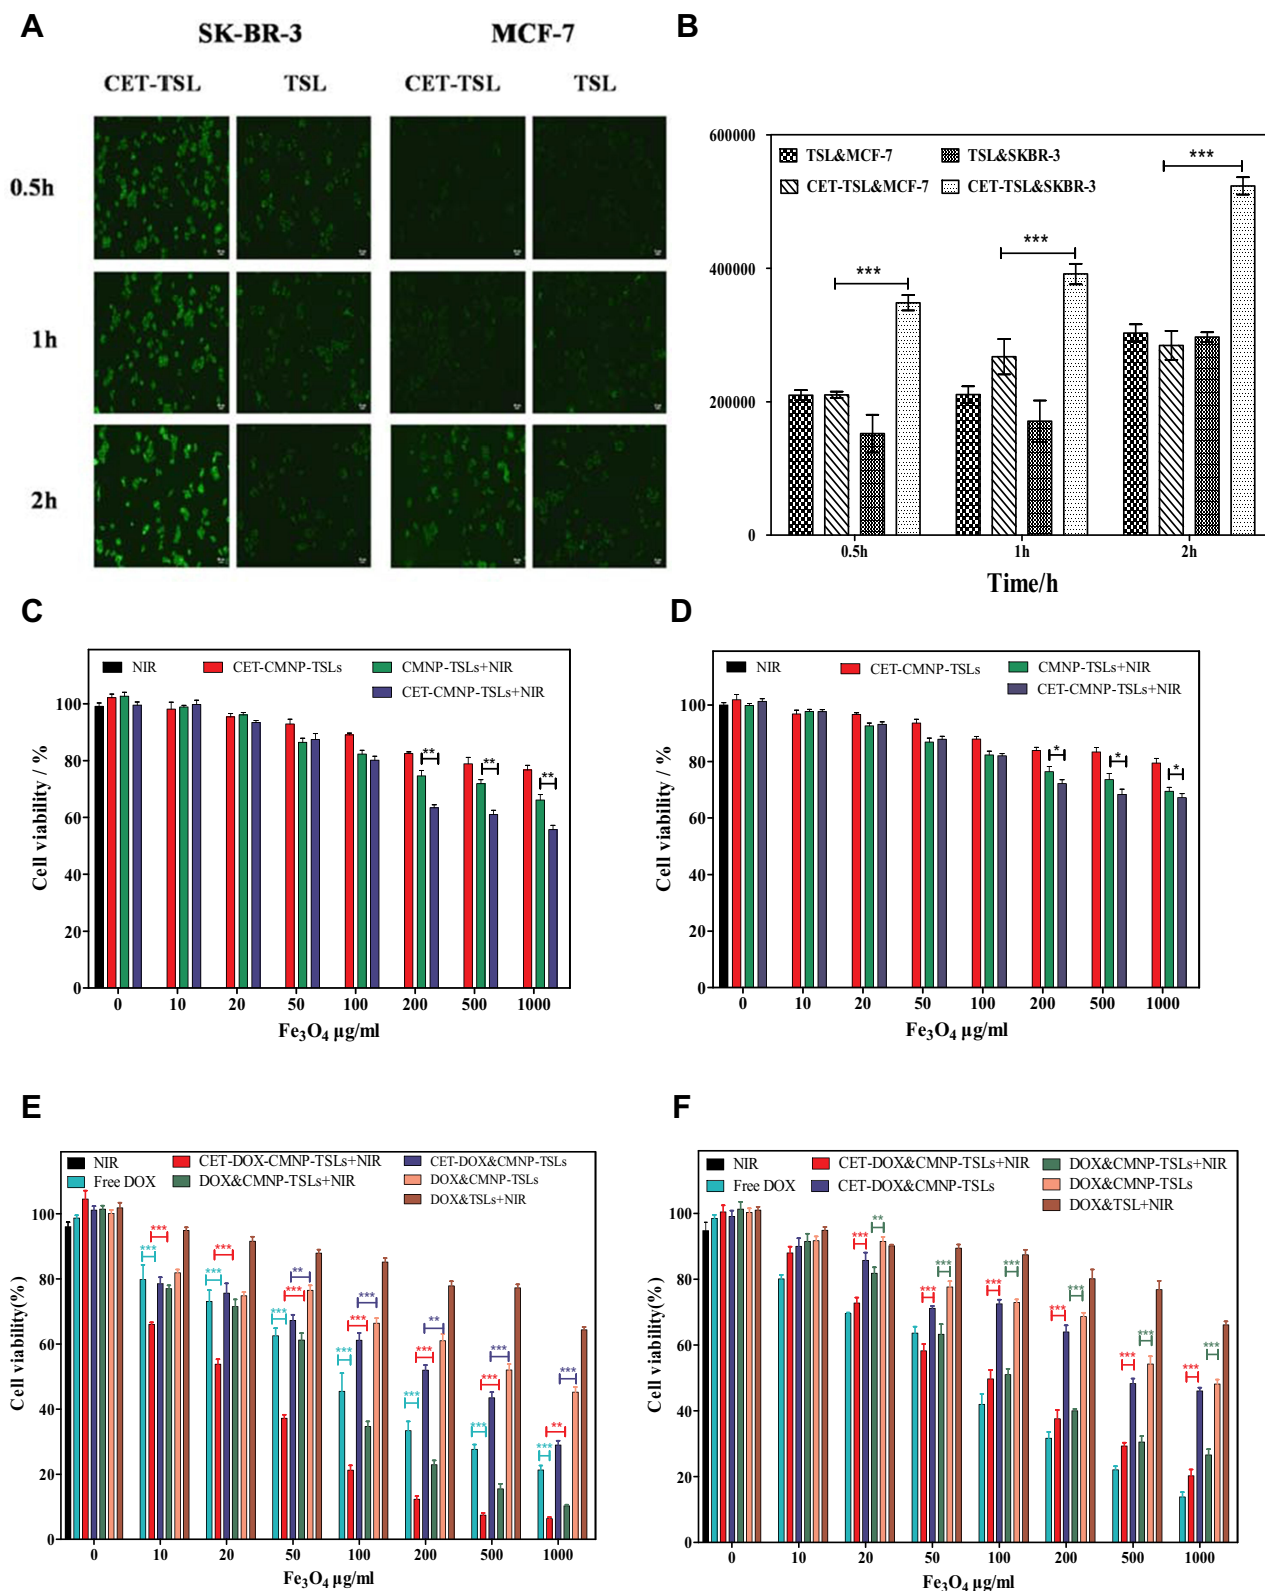 A
SK-BR-3 MCF-7
CET-TSL TSL CET-TSL TSL
0.5h
1h
2h
B
600000
400000
200000
0
TSL&MCF-7 TSL&SKBR-3
CET-TSL&MCF-7 CET-TSL&SKBR-3
*** *** ***
0.5h 1h 2h
Time/h
C
NIR CET-CMNP-TSLs CMNP-TSLs+NIR
CET-CMNP-TSLs+NIR
Cell viability / %
100
80
60
40
20
0
** ** **
0 10 20 50 100 200 500 1000
Fe₃O₄ µg/ml
D
NIR CET-CMNP-TSLs CMNP-TSLs+NIR
CET-CMNP-TSLs+NIR
Cell viability / %
100
80
60
40
20
0
* * *
0 10 20 50 100 200 500 1000
Fe₃O₄ µg/ml
E
NIR CET-DOX-CMNP-TSLs+NIR CET-DOX&CMNP-TSLs
Free DOX DOX&CMNP-TSLs+NIR DOX&CMNP-TSLs
DOX&TSLs+NIR
Cell viability(%)
100
80
60
40
20
0
*** *** *** *** *** *** ** *** *** *** *** *** ** *** *** *** *** ** ***
0 10 20 50 100 200 500 1000
Fe₃O₄ µg/ml
F
NIR CET-DOX&CMNP-TSLs+NIR DOX&CMNP-TSLs+NIR
Free DOX CET-DOX&CMNP-TSLs DOX&CMNP-TSLs
DOX&TSL+NIR
Cell viability(%)
100
80
60
40
20
0
*** ** *** *** *** *** *** *** *** *** *** ***
0 10 20 50 100 200 500 1000
Fe₃O₄ µg/ml